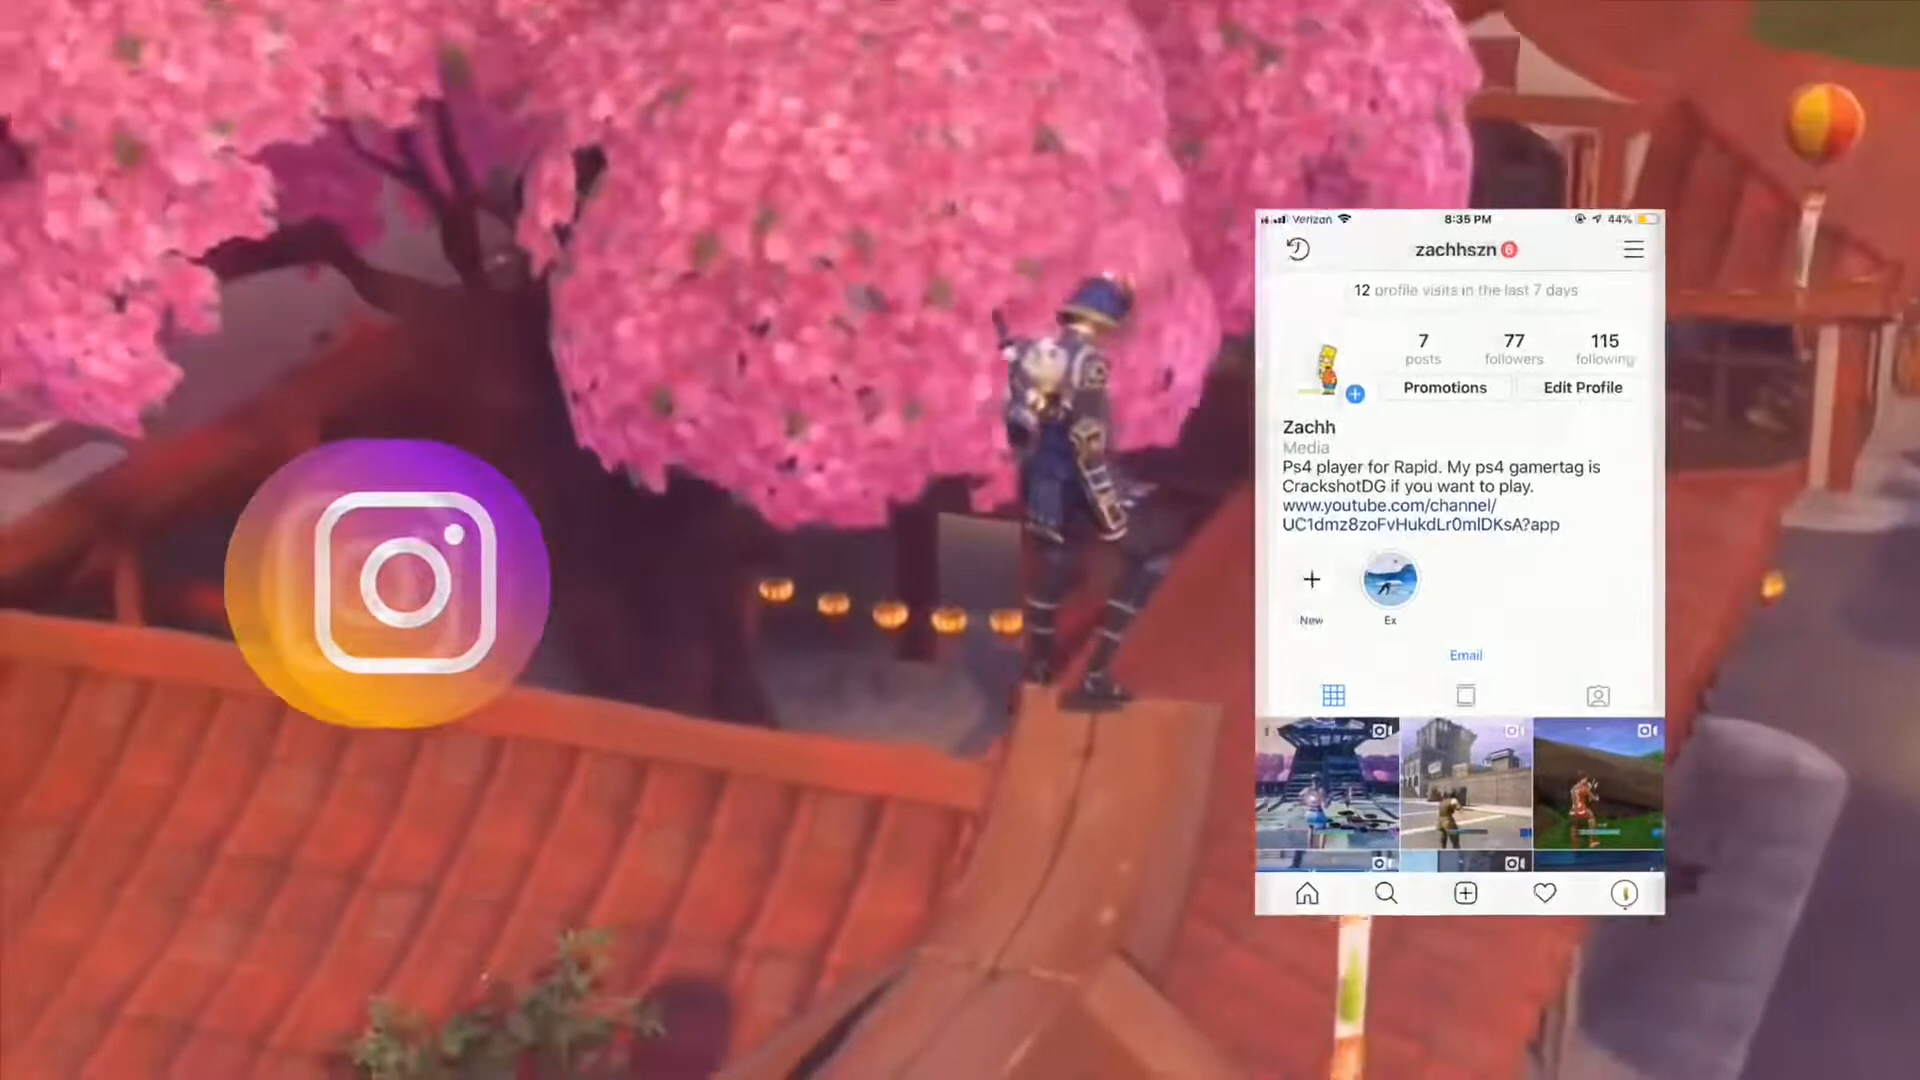 Verizon 8:35 PM 44%
zachhszn 6
12 profile visits in the last 7 days
7 77 115
posts followers following
Promotions Edit Profile
Zachh
Media
Ps4 player for Rapid. My ps4 gamertag is
CrackshotDG if you want to play.
www.youtube.com/channel/
UC1dmz8zoFvHukdLr0mlDKsA?app
New Ex
Email